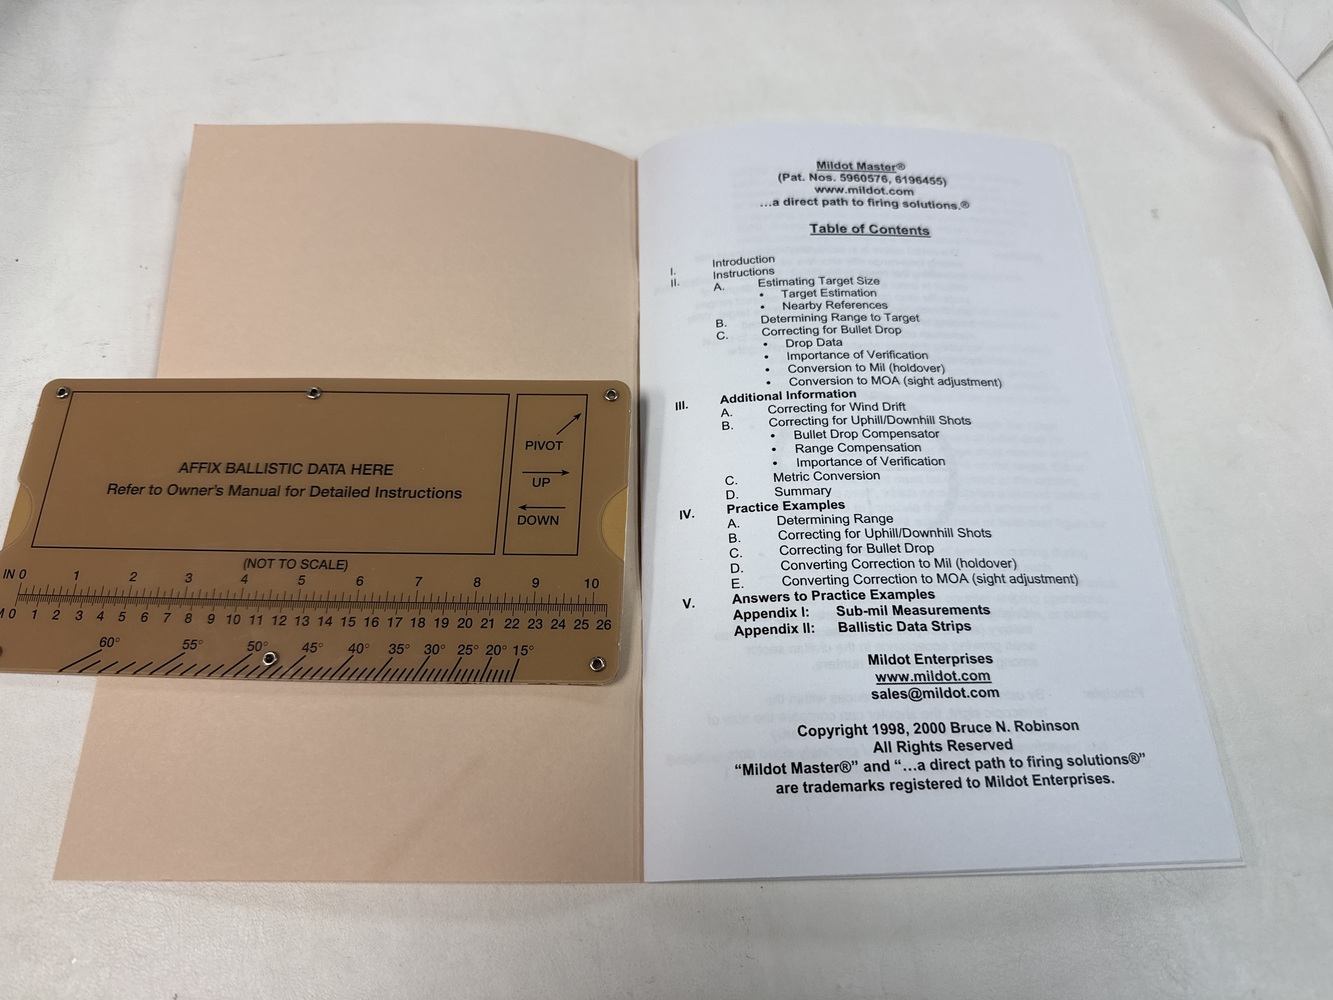 AFFIX BALLISTIC DATA HERE
Refer to Owner's Manual for Detailed Instructions
PIVOT
UP
DOWN
(NOT TO SCALE)
IN 0 1 2 3 4 5 6 7 8 9 10
0 1 2 3 4 5 6 7 8 9 10 11 12 13 14 15 16 17 18 19 20 21 22 23 24 25 26
60° 55° 50° 45° 40° 35° 30° 25° 20° 15°
Mildot Master®
(Pat. Nos. 5960576, 6196455)
www.mildot.com
...a direct path to firing solutions.®
Table of Contents
I. Introduction
II. Instructions
A. Estimating Target Size
• Target Estimation
• Nearby References
B. Determining Range to Target
C. Correcting for Bullet Drop
• Drop Data
• Importance of Verification
• Conversion to Mil (holdover)
• Conversion to MOA (sight adjustment)
III. Additional Information
A. Correcting for Wind Drift
B. Correcting for Uphill/Downhill Shots
• Bullet Drop Compensator
• Range Compensation
• Importance of Verification
C. Metric Conversion
D. Summary
IV. Practice Examples
A. Determining Range
B. Correcting for Uphill/Downhill Shots
C. Correcting for Bullet Drop
D. Converting Correction to Mil (holdover)
E. Converting Correction to MOA (sight adjustment)
V. Answers to Practice Examples
Appendix I: Sub-mil Measurements
Appendix II: Ballistic Data Strips
Mildot Enterprises
www.mildot.com
sales@mildot.com
Copyright 1998, 2000 Bruce N. Robinson
All Rights Reserved
“Mildot Master®” and “...a direct path to firing solutions®”
are trademarks registered to Mildot Enterprises.